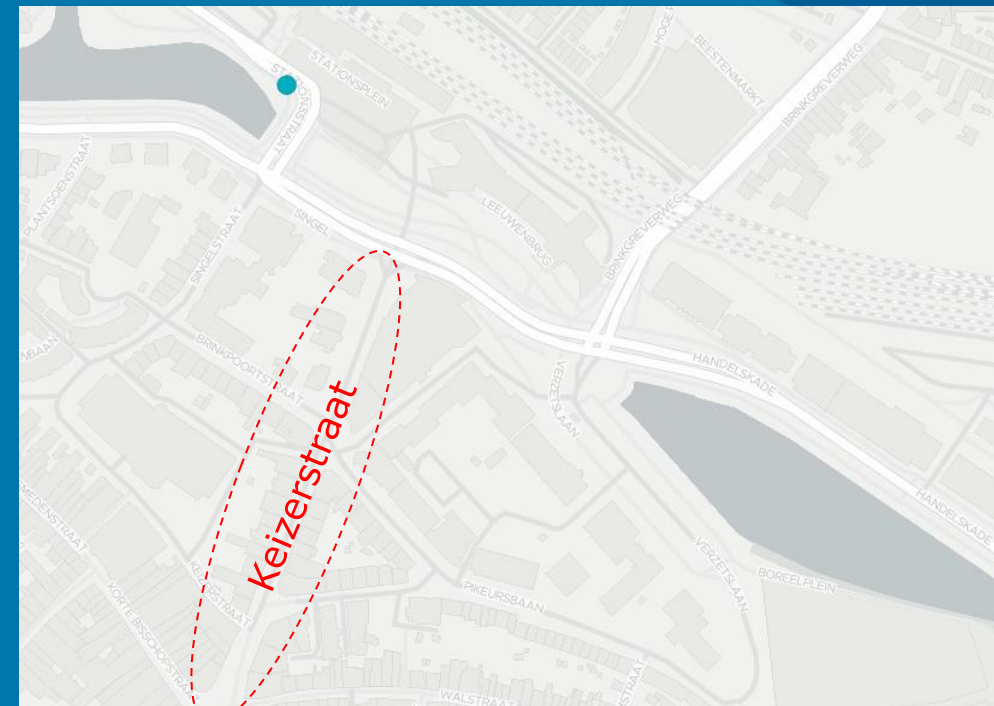 STATIONSSTRAAT
STATIONSPLEIN
BEESTENMARKT
BRINKGREVERWEG
PLANTSOENSTRAAT
SINGELSTRAAT
SINGEL
LEEUWENBRUG
BRINKGREVERWEG
BRINKPOORTSTRAAT
VERZETSLAAN
HANDELSKADE
Keizerstraat
HANDELSKADE
KEIZERSTRAAT
KORTE BISSCHOPSTRAAT
PIKEURSBAAN
VERZETSLAAN
BOREELPLEIN
WALSTRAAT